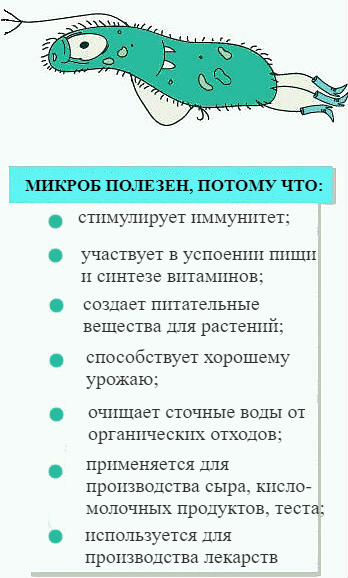 МИКРОБ ПОЛЕЗЕН, ПОТОМУ ЧТО:
стимулирует иммунитет;
участвует в успоении пищи
и синтезе витаминов;
создает питательные
вещества для растений;
способствует хорошему
урожаю;
очищает сточные воды от
органических отходов;
применяется для
производства сыра, кисло-
молочных продуктов, теста;
используется для
производства лекарств